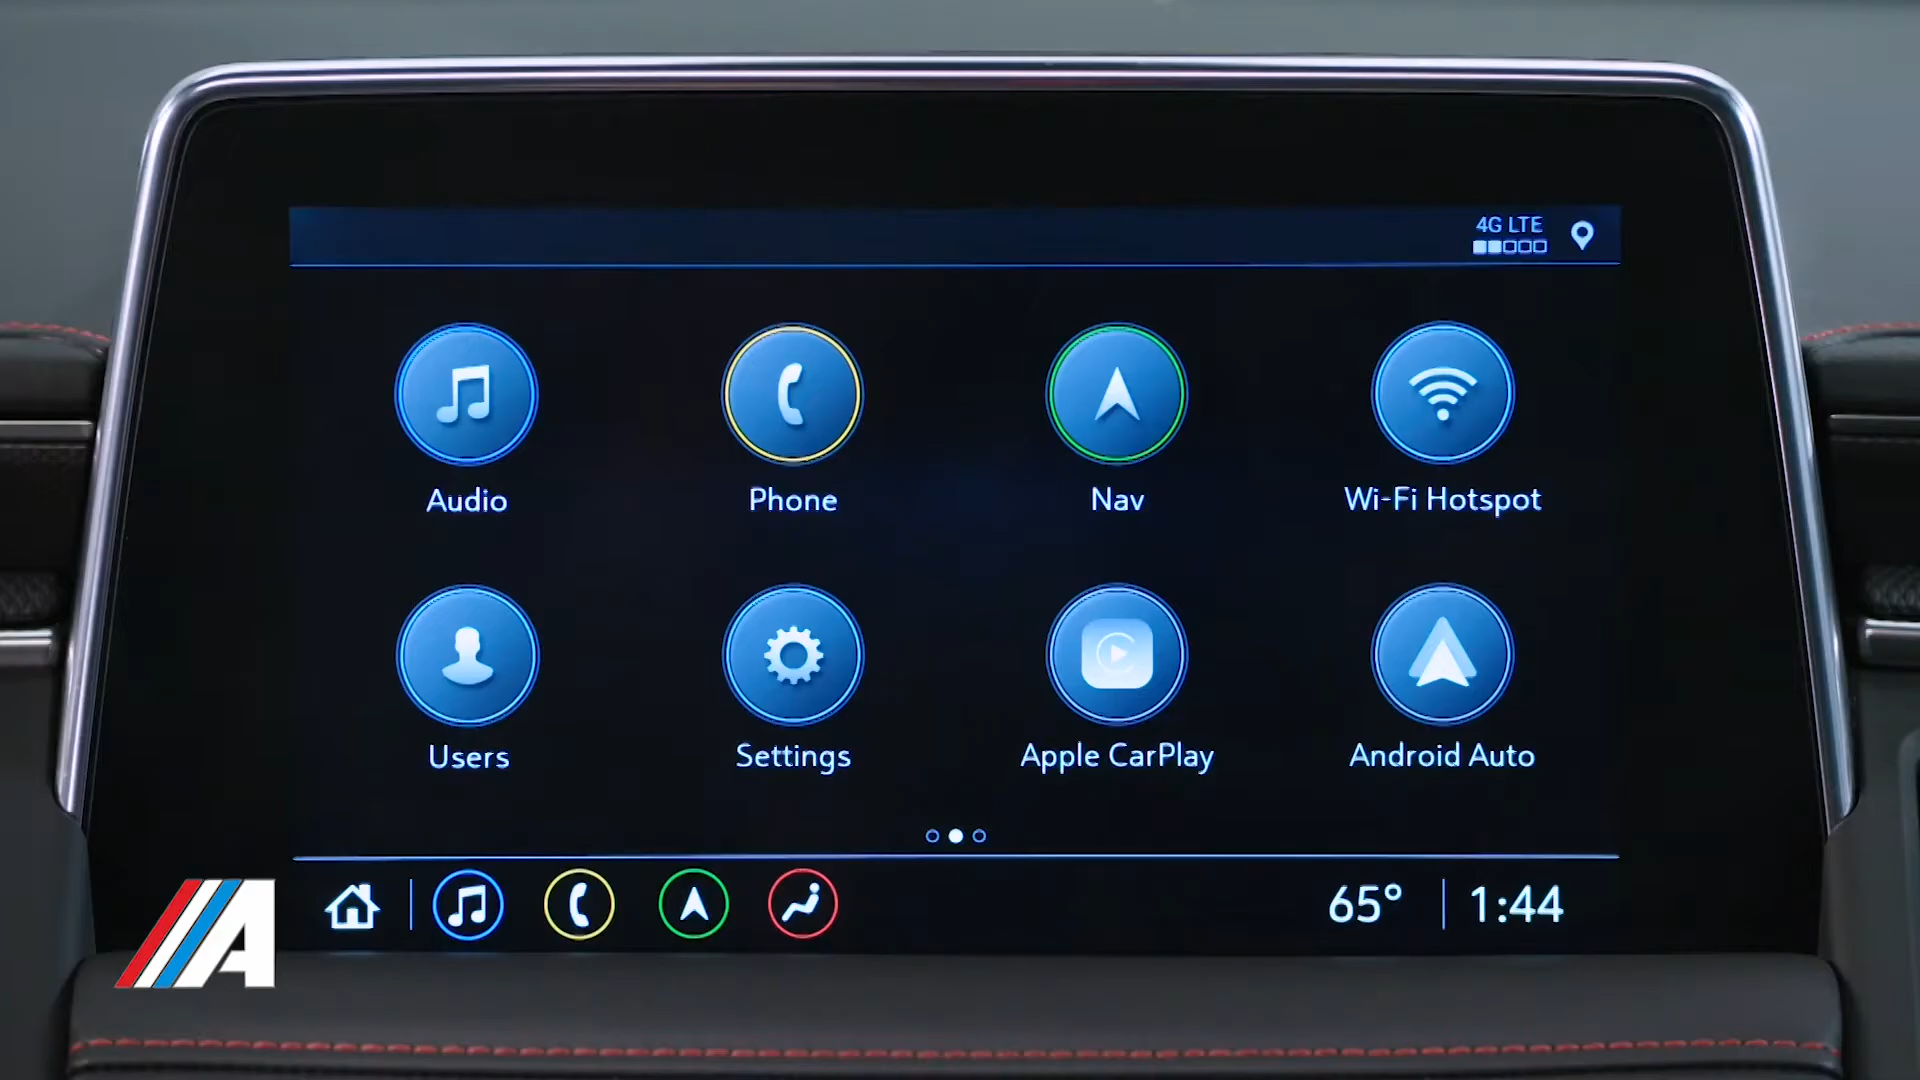 4G LTE
Audio
Phone
Nav
Wi-Fi Hotspot
Users
Settings
Apple CarPlay
Android Auto
65° 1:44
A